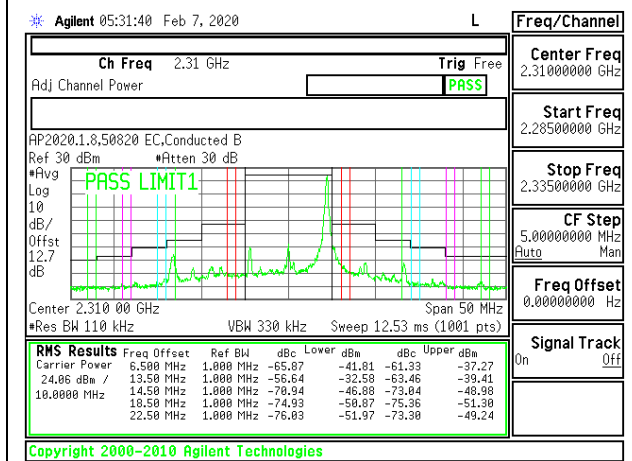 Agilent 05:31:40 Feb 7, 2020 L Freq/Channel
Ch Freq 2.31 GHz Trig Free
Adj Channel Power PASS
Center Freq
2.31000000 GHz
Start Freq
2.28500000 GHz
AP2020.1.8,50820 EC,Conducted B
Ref 30 dBm #Atten 30 dB
#Avg
Log
10
dB/
Offst
12.7
dB
PASS LIMIT1
Stop Freq
2.33500000 GHz
CF Step
5.00000000 MHz
Auto Man
Freq Offset
0.00000000 Hz
Center 2.310 00 GHz Span 50 MHz
#Res BW 110 kHz VBW 330 kHz Sweep 12.53 ms (1001 pts)
Signal Track
On Off
RMS Results Freq Offset Ref BW dBc Lower dBm dBc Upper dBm
Carrier Power 6.500 MHz 1.000 MHz -65.87 -41.81 -61.33 -37.27
24.06 dBm / 13.50 MHz 1.000 MHz -56.64 -32.58 -63.46 -39.41
10.0000 MHz 14.50 MHz 1.000 MHz -70.94 -46.88 -73.04 -48.98
18.50 MHz 1.000 MHz -74.93 -50.87 -75.36 -51.30
22.50 MHz 1.000 MHz -76.03 -51.97 -73.30 -49.24
Copyright 2000-2010 Agilent Technologies